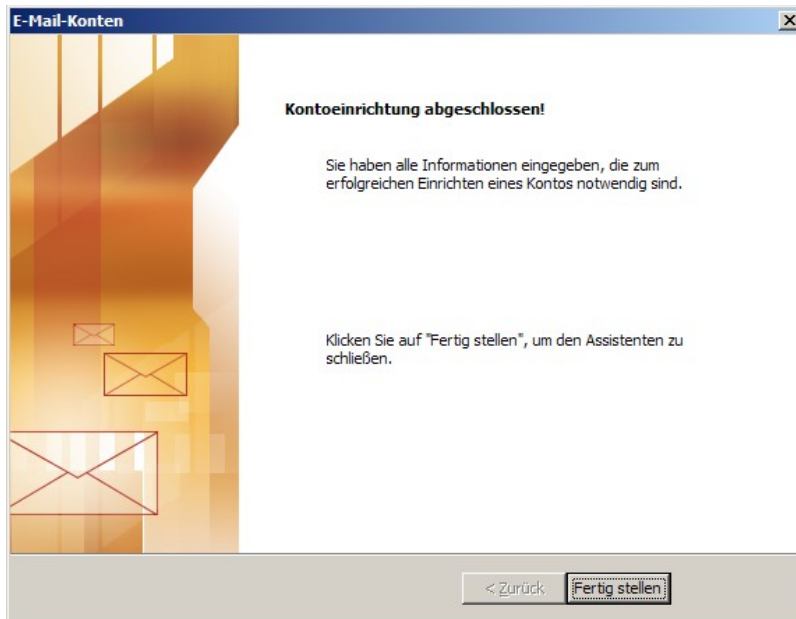 E-Mail-Konten
Kontoeinrichtung abgeschlossen!
Sie haben alle Informationen eingegeben, die zum
erfolgreichen Einrichten eines Kontos notwendig sind.
Klicken Sie auf "Fertig stellen", um den Assistenten zu
schließen.
< Zurück
Fertig stellen